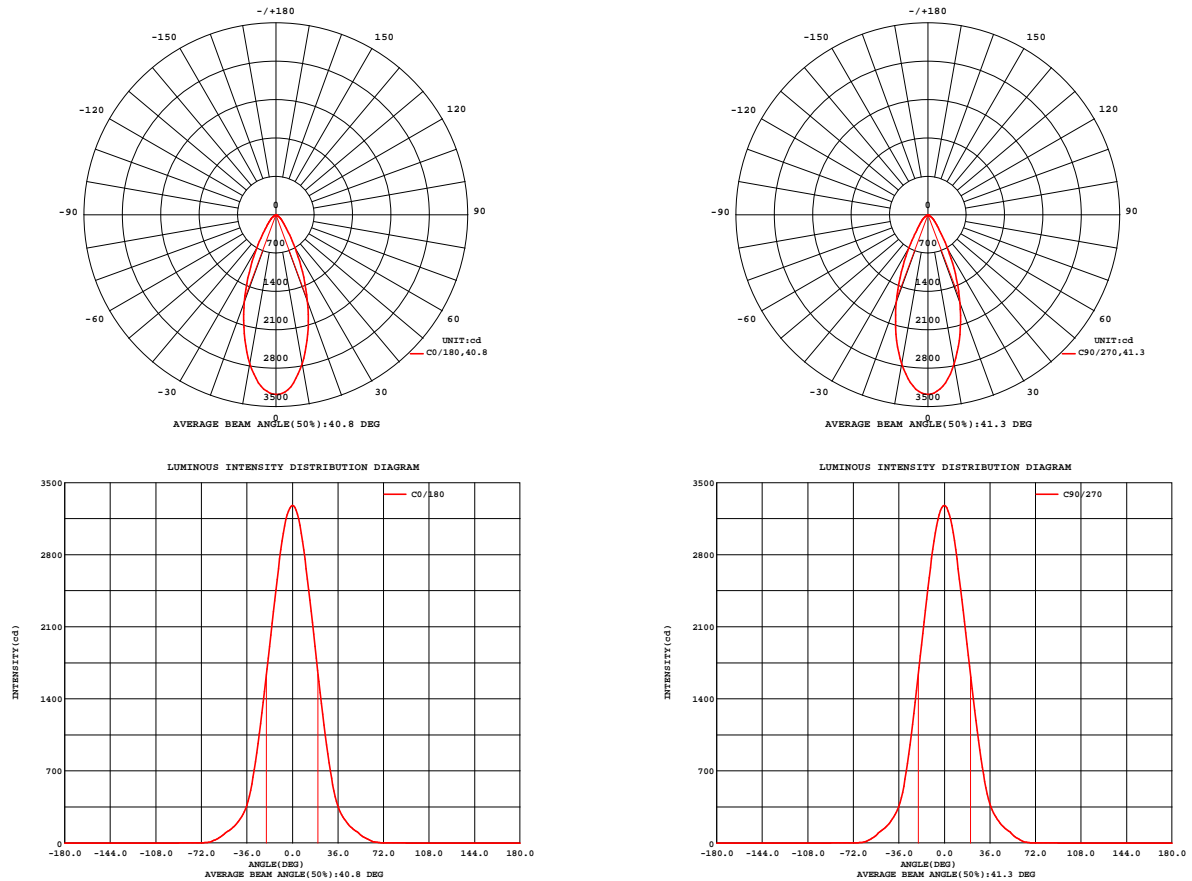 -/+180
-150
150
-120
120
-90
90
0
700
1400
2100
2800
3500
-60
60
-30
30
0
UNIT:cd
C0/180,40.8
AVERAGE BEAM ANGLE(50%):40.8 DEG
-/+180
-150
150
-120
120
-90
90
0
700
1400
2100
2800
3500
-60
60
-30
30
0
UNIT:cd
C90/270,41.3
AVERAGE BEAM ANGLE(50%):41.3 DEG
LUMINOUS INTENSITY DISTRIBUTION DIAGRAM
C0/180
INTENSITY(cd)
3500
2800
2100
1400
700
0
-180.0 -144.0 -108.0 -72.0 -36.0 0.0 36.0 72.0 108.0 144.0 180.0
ANGLE(DEG)
AVERAGE BEAM ANGLE(50%):40.8 DEG
LUMINOUS INTENSITY DISTRIBUTION DIAGRAM
C90/270
INTENSITY(cd)
3500
2800
2100
1400
700
0
-180.0 -144.0 -108.0 -72.0 -36.0 0.0 36.0 72.0 108.0 144.0 180.0
ANGLE(DEG)
AVERAGE BEAM ANGLE(50%):41.3 DEG